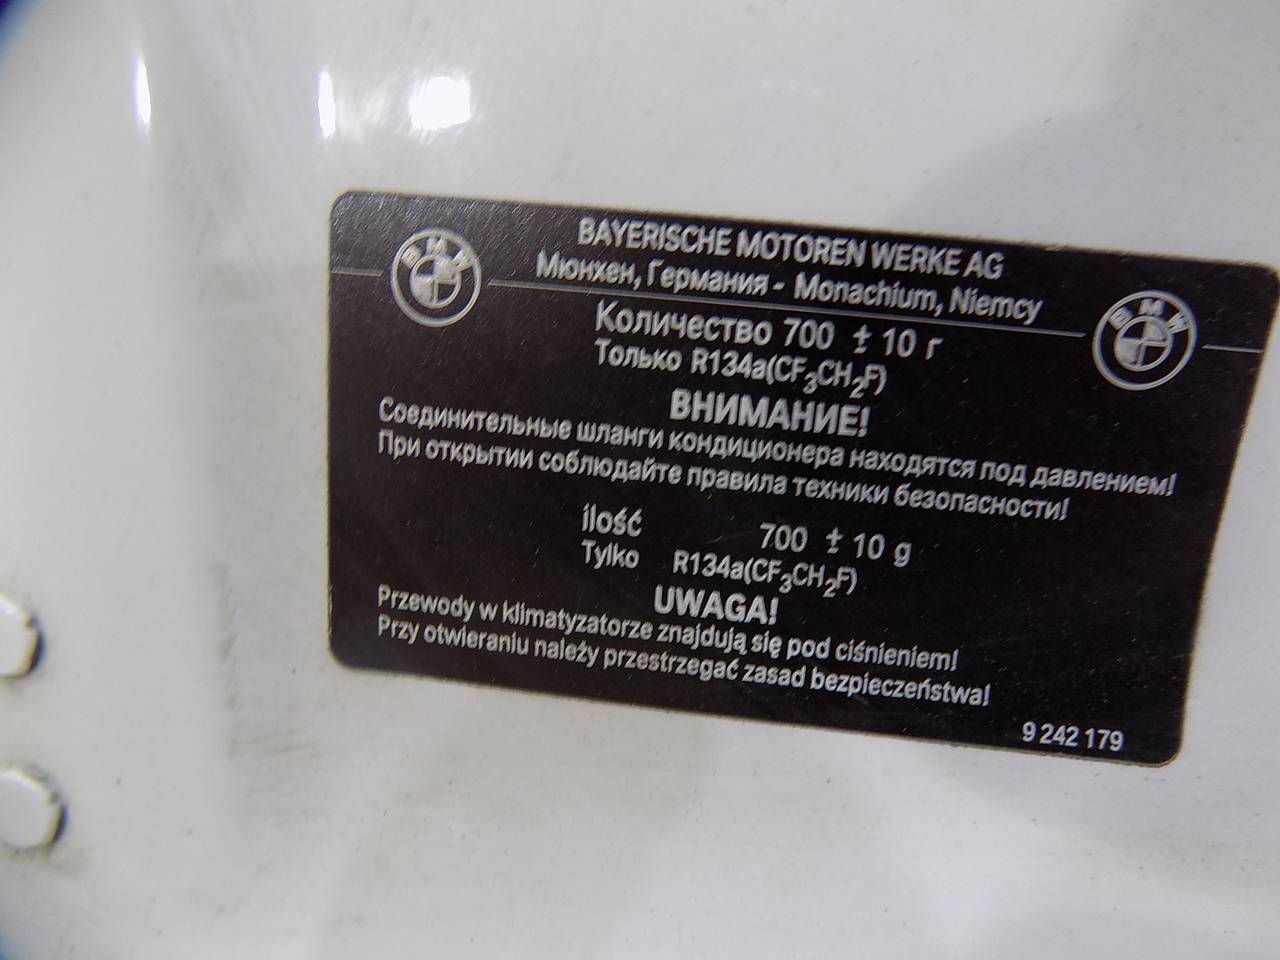 BAYERISCHE MOTOREN WERKE AG
Мюнхен, Германия - Monachium, Niemcy
BMW
BMW
Количество 700 ± 10 г
Только R134a(CF₃CH₂F)
ВНИМАНИЕ!
Соединительные шланги кондиционера находятся под давлением!
При открытии соблюдайте правила техники безопасности!
ilość 700 ± 10 g
Tylko R134a(CF₃CH₂F)
UWAGA!
Przewody w klimatyzatorze znajdują się pod ciśnieniem!
Przy otwieraniu należy przestrzegać zasad bezpieczeństwa!
9 242 179